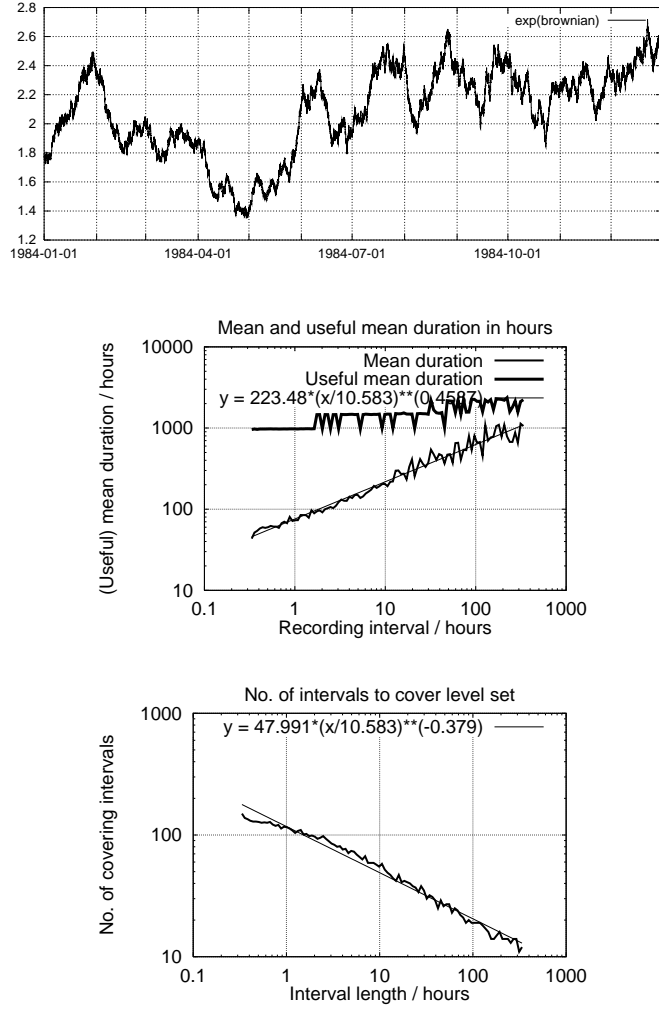 2.8
exp(brownian)
2.6
2.4
2.2
2
1.8
1.6
1.4
1.2
1984-01-01 1984-04-01 1984-07-01 1984-10-01
Mean and useful mean duration in hours
10000
Mean duration
Useful mean duration
y = 223.48*(x/10.583)**(0.4587)
1000
100
10
0.1 1 10 100 1000
(Useful) mean duration / hours
Recording interval / hours
No. of intervals to cover level set
1000
y = 47.991*(x/10.583)**(-0.379)
100
10
0.1 1 10 100 1000
No. of covering intervals
Interval length / hours